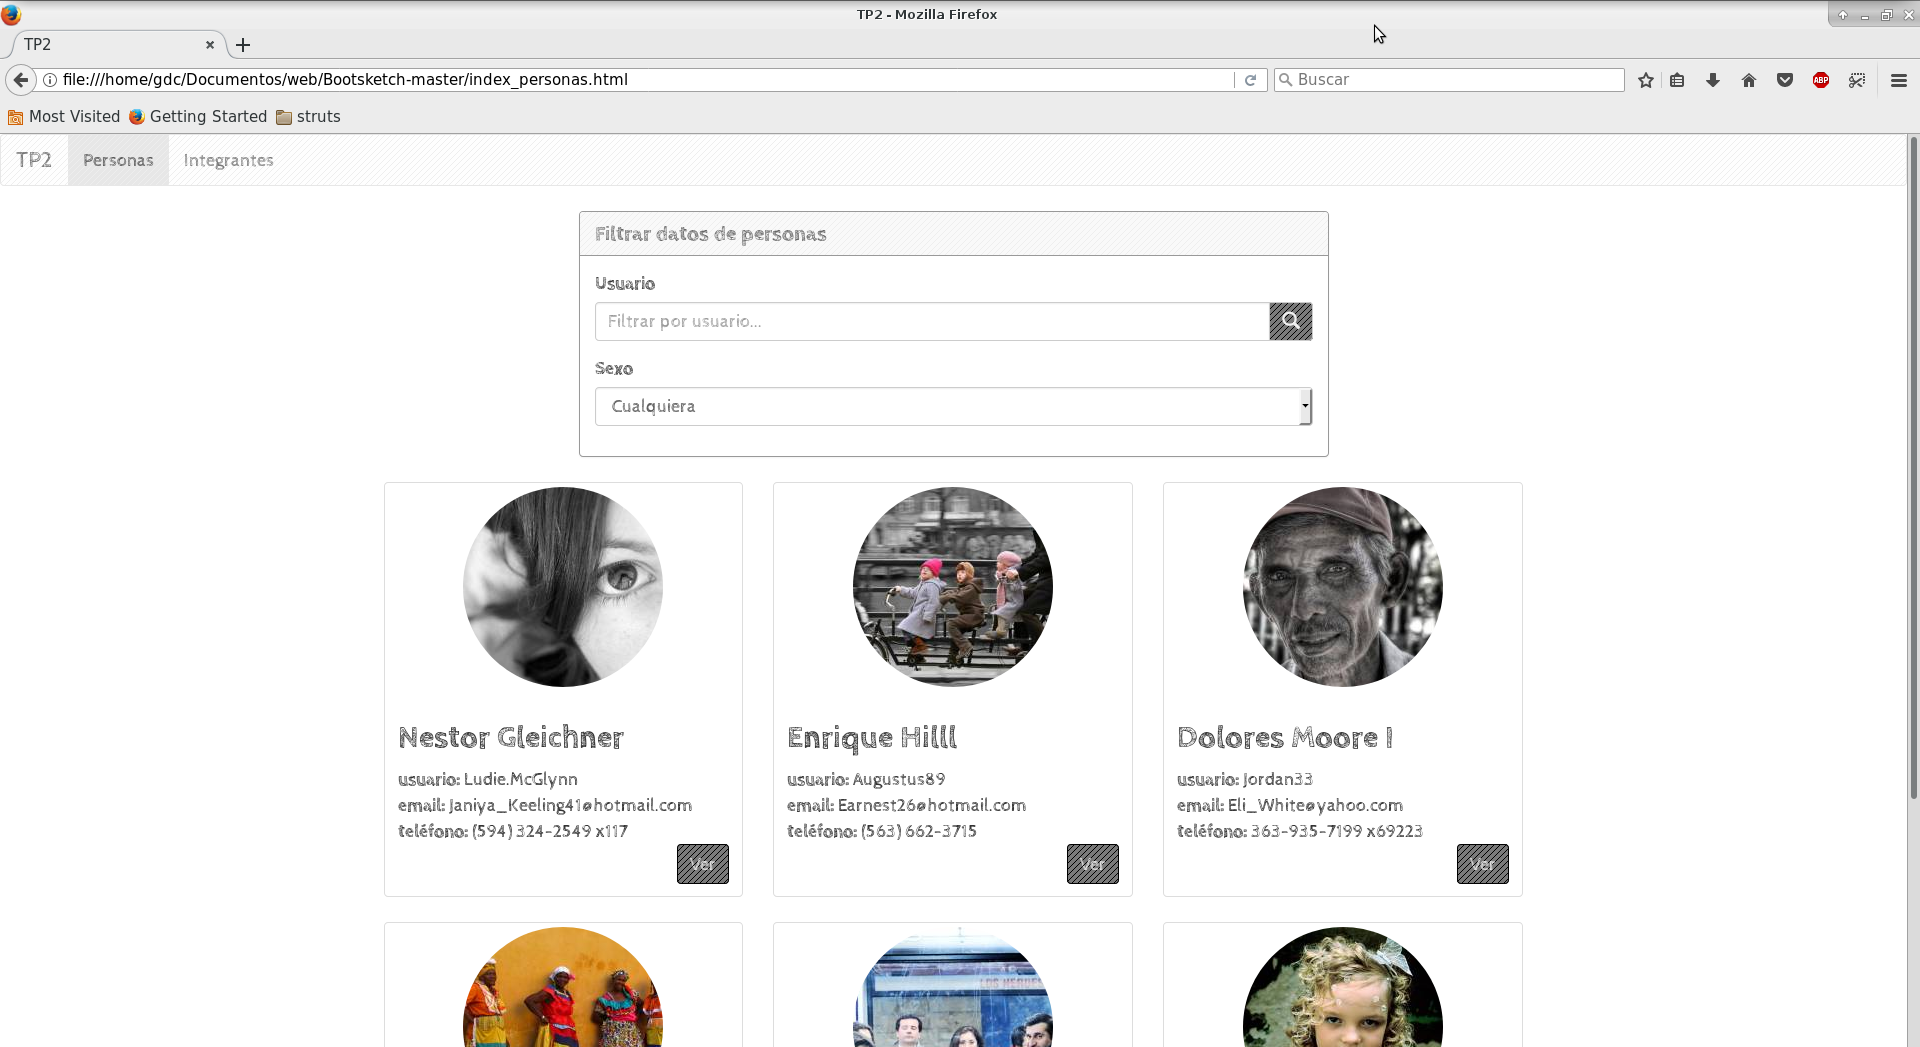 TP2 - Mozilla Firefox
TP2
file:///home/gdc/Documentos/web/Bootsketch-master/index_personas.html
Buscar
ABP
Most Visited
Getting Started
struts
TP2
Personas
Integrantes
Filtrar datos de personas
Usuario
Filtrar por usuario...
Sexo
Cualquiera
Nestor Gleichner
usuario: Ludie.McGlynn
email: Janiya_Keeling41@hotmail.com
teléfono: (594) 324-2549 x117
Ver
Enrique Hilll
usuario: Augustus89
email: Earnest26@hotmail.com
teléfono: (563) 662-3715
Ver
Dolores Moore I
usuario: Jordan33
email: Eli_White@yahoo.com
teléfono: 363-935-7199 x69223
Ver